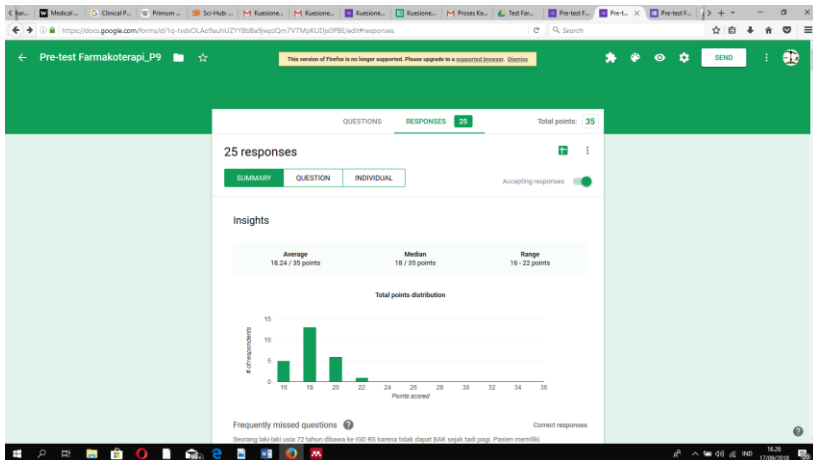 Medical ...
Clinical P...
Primum ...
Sci-Hub: ...
Kuesione...
Kuesione...
Kuesione...
Kuesione...
M Proses Ke...
Test Far...
Pre-test F...
Pre-t...
Pre-test F...
docs.google.com
Search
Pre-test Farmakoterapi_P9
This version of Firefox is no longer supported. Please upgrade to a supported browser. Dismiss
SEND
QUESTIONS
RESPONSES 25
Total points: 35
25 responses
SUMMARY
QUESTION
INDIVIDUAL
Accepting responses
Insights
Average
18.24 / 35 points
Median
18 / 35 points
Range
16 - 22 points
Total points distribution
# of respondents
15
10
5
0
16 18 20 22 24 26 28 30 32 34 36
Points scored
Frequently missed questions
Correct responses
Seorang laki-laki usia 72 tahun dibawa ke IGD RS karena tidak dapat BAK sejak tadi pagi. Pasien memiliki
IND
16.26
17/09/2018